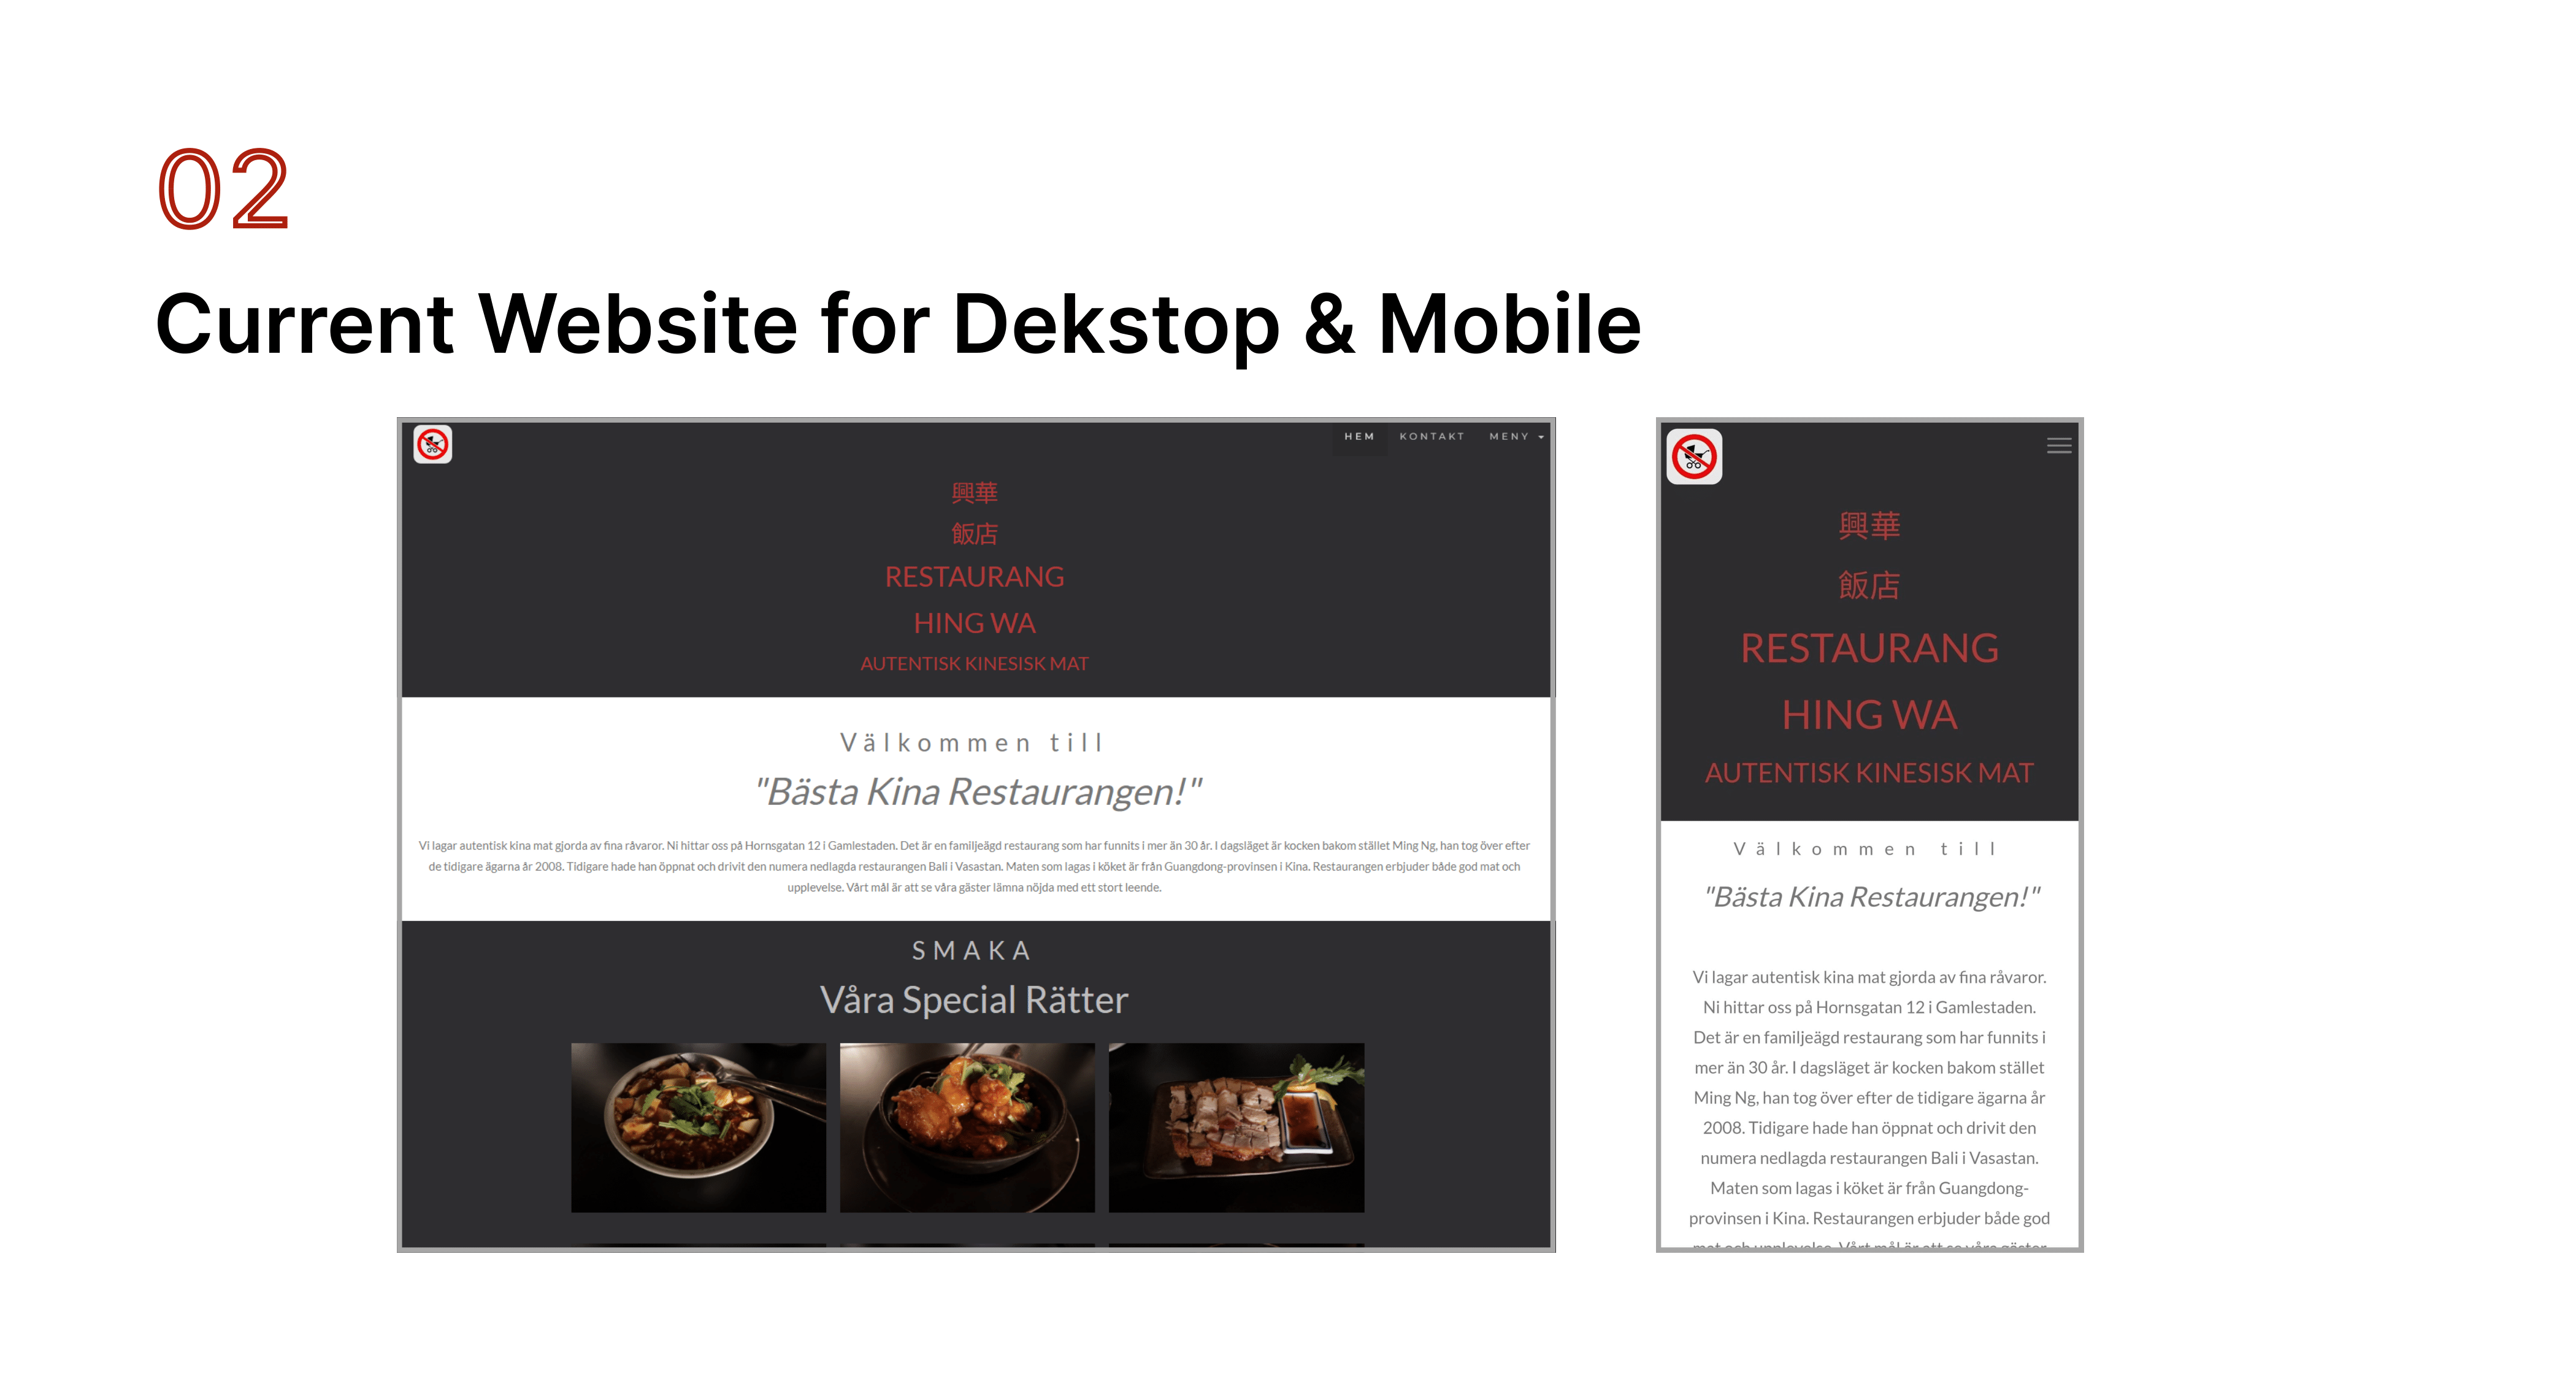 02
Current Website for Dekstop & Mobile
HEM KONTAKT MENY
興華
飯店
RESTAURANG
HING WA
AUTENTISK KINESISK MAT
Välkommen till
"Bästa Kina Restaurangen!"
Vi lagar autentisk kina mat gjorda av fina råvaror. Ni hittar oss på Hornsgatan 12 i Gamlestaden. Det är en familjeägd restaurang som har funnits i mer än 30 år. I dagsläget är kocken bakom stället Ming Ng, han tog över efter
de tidigare ägarna år 2008. Tidigare hade han öppnat och drivit den numera nedlagda restaurangen Bali i Vasastan. Maten som lagas i köket är från Guangdong-provinsen i Kina. Restaurangen erbjuder både god mat och
upplevelse. Vårt mål är att se våra gäster lämna nöjda med ett stort leende.
SMAKA
Våra Special Rätter
興華
飯店
RESTAURANG
HING WA
AUTENTISK KINESISK MAT
Välkommen till
"Bästa Kina Restaurangen!"
Vi lagar autentisk kina mat gjorda av fina råvaror.
Ni hittar oss på Hornsgatan 12 i Gamlestaden.
Det är en familjeägd restaurang som har funnits i
mer än 30 år. I dagsläget är kocken bakom stället
Ming Ng, han tog över efter de tidigare ägarna år
2008. Tidigare hade han öppnat och drivit den
numera nedlagda restaurangen Bali i Vasastan.
Maten som lagas i köket är från Guangdong-
provinsen i Kina. Restaurangen erbjuder både god
mat och upplevelse. Vårt mål är att se våra gäster